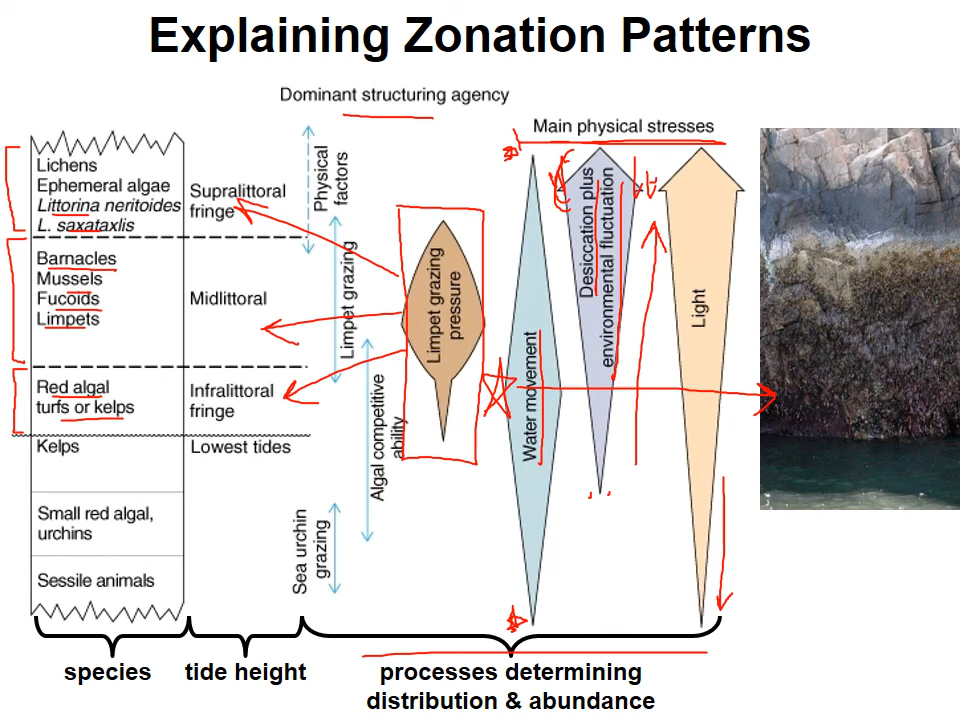 Explaining Zonation Patterns
Dominant structuring agency
Main physical stresses
Lichens
Ephemeral algae
Littorina neritoides
L. saxataxlis
Supralittoral
fringe
Barnacles
Mussels
Fucoids
Limpets
Midlittoral
Red algal
turfs or kelps
Infralittoral
fringe
Kelps
Lowest tides
Small red algal,
urchins
Sessile animals
Physical
factors
Limpet grazing
Algal competitive
ability
Sea urchin
grazing
Limpet grazing
pressure
Water movement
Desiccation plus
environmental fluctuation
Light
species
tide height
processes determining
distribution & abundance